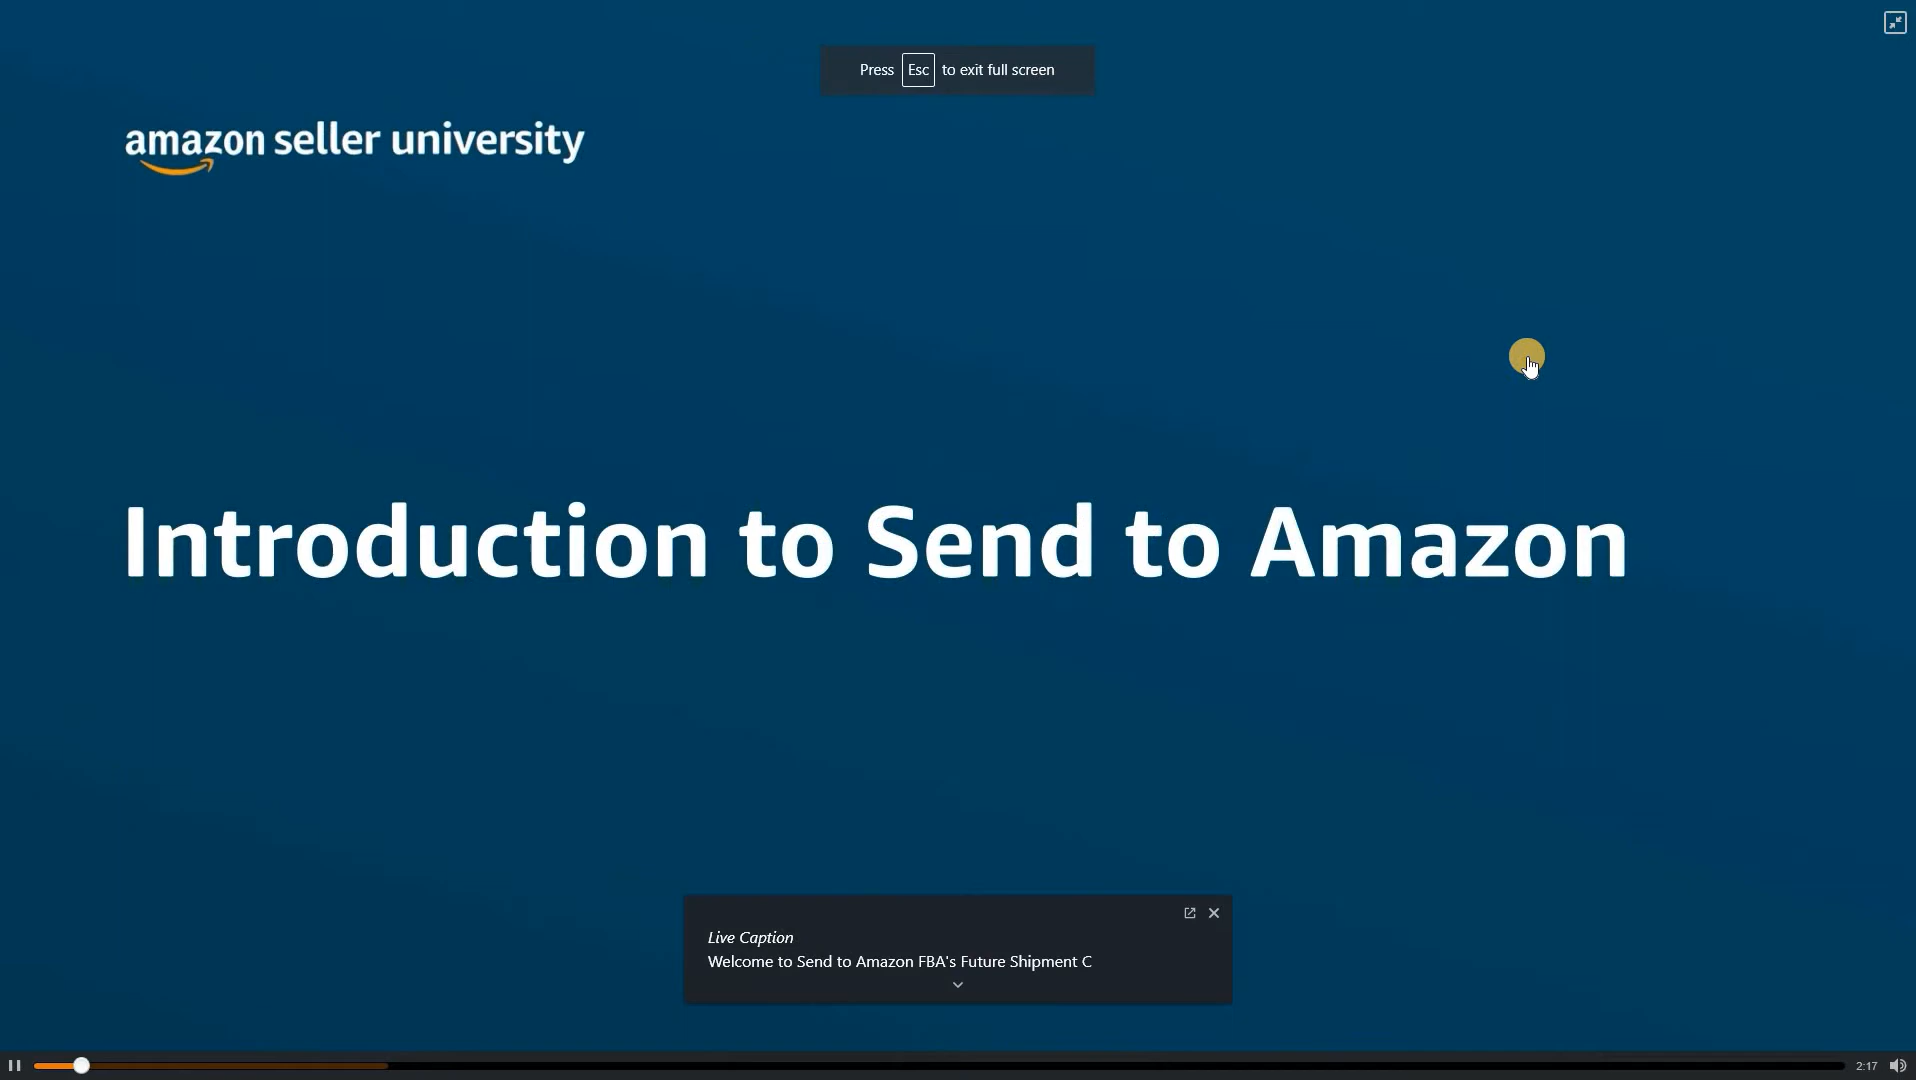 Press Esc to exit full screen
amazon seller university
Introduction to Send to Amazon
Live Caption
Welcome to Send to Amazon FBA's Future Shipment C
2:17